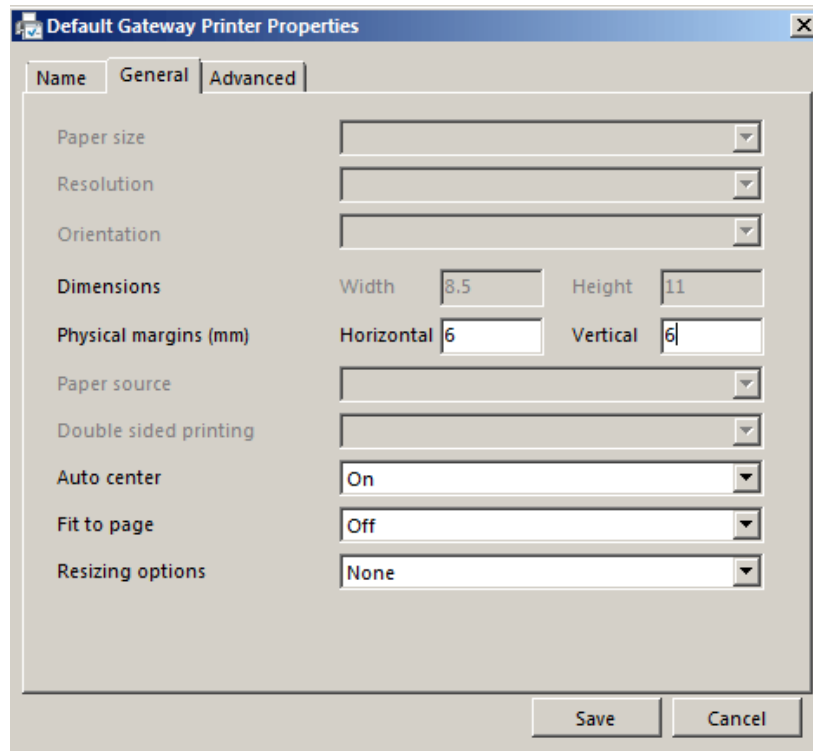 Default Gateway Printer Properties
Name General Advanced
Paper size
Resolution
Orientation
Dimensions Width 8.5 Height 11
Physical margins (mm) Horizontal 6 Vertical 6
Paper source
Double sided printing
Auto center On
Fit to page Off
Resizing options None
Save Cancel